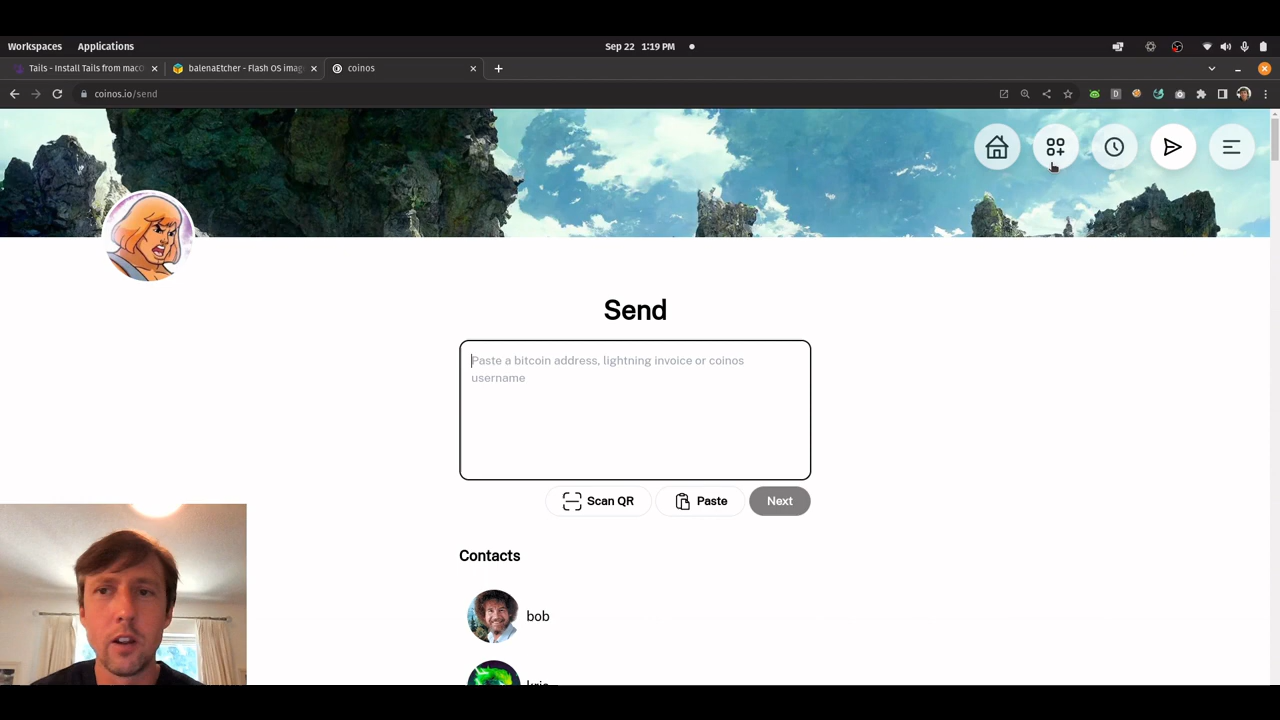 Workspaces Applications Sep 22 1:19 PM
Tails - Install Tails from macO balenaEtcher - Flash OS imag coinos
coinos.io/send
Send
Paste a bitcoin address, lightning invoice or coinos
username
Scan QR Paste Next
Contacts
bob